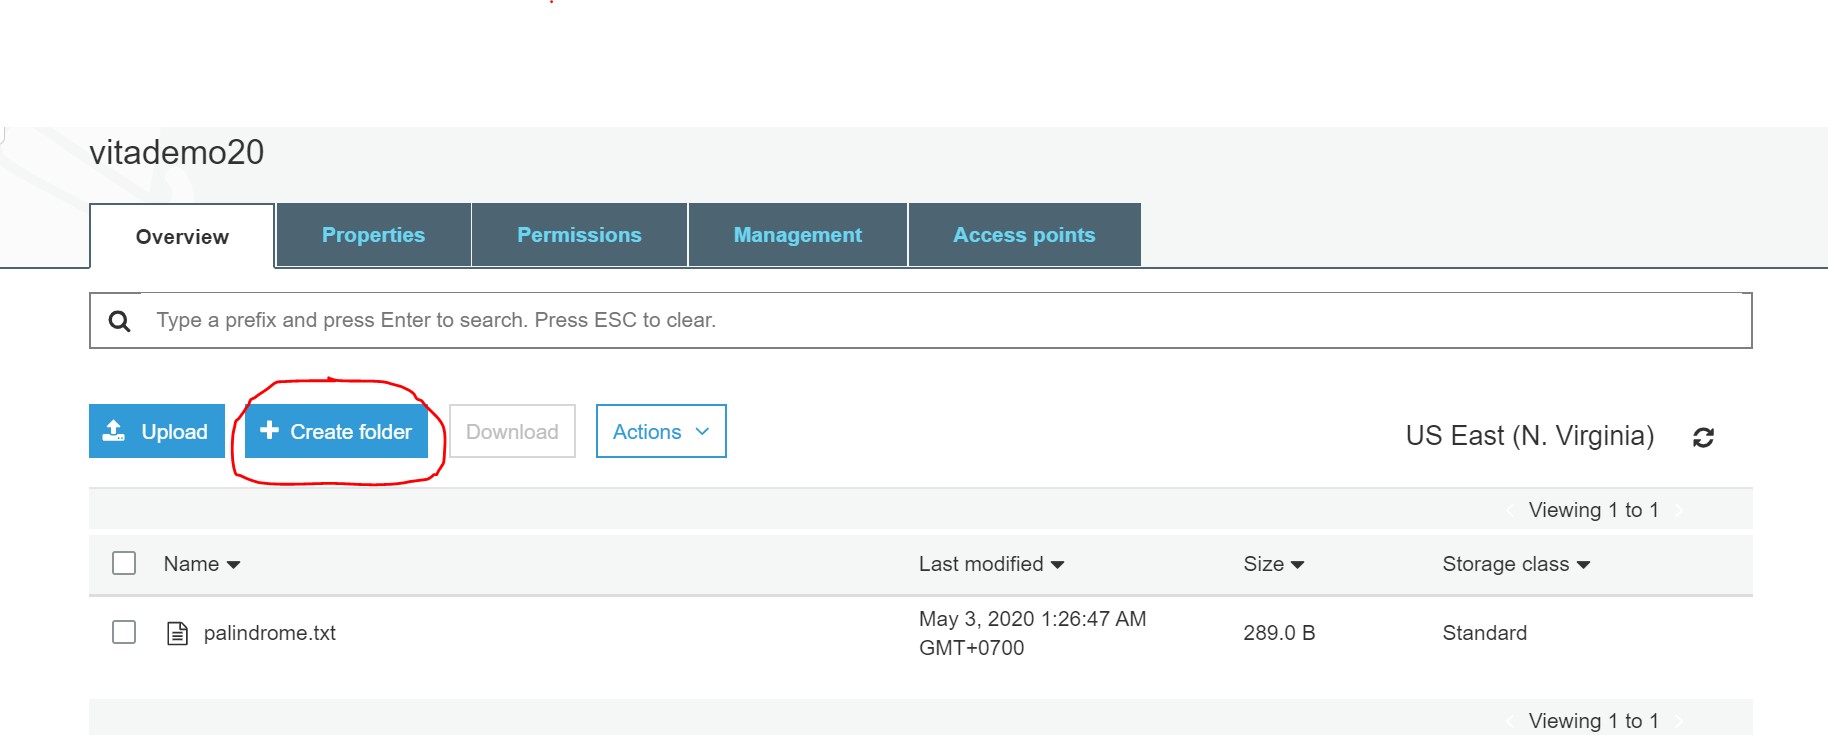 vitademo20
Overview Properties Permissions Management Access points
Type a prefix and press Enter to search. Press ESC to clear.
Upload Create folder Download Actions US East (N. Virginia)
Viewing 1 to 1
Name Last modified Size Storage class
palindrome.txt May 3, 2020 1:26:47 AM GMT+0700 289.0 B Standard
Viewing 1 to 1